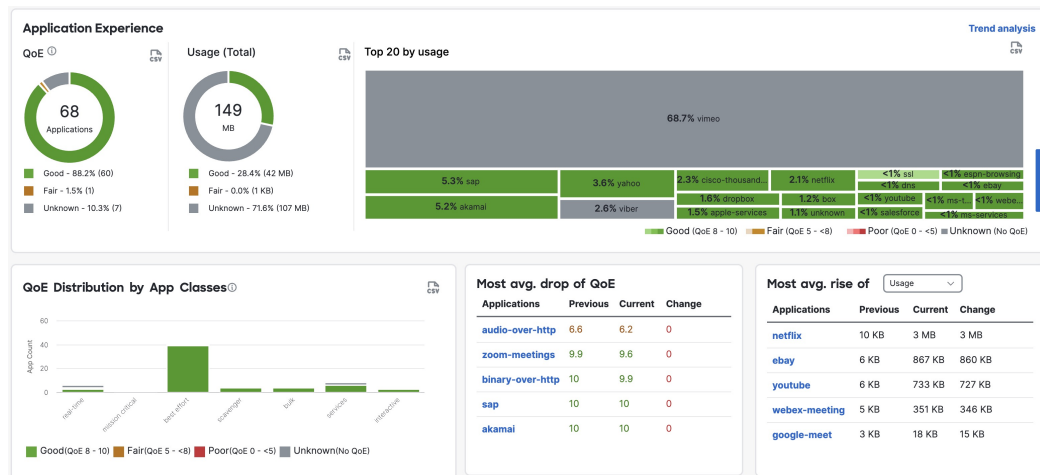 Application Experience
Trend analysis
QoE
CSV
68
Applications
Good - 88.2% (60)
Fair - 1.5% (1)
Unknown - 10.3% (7)
Usage (Total)
CSV
149
MB
Good - 28.4% (42 MB)
Fair - 0.0% (1 KB)
Unknown - 71.6% (107 MB)
Top 20 by usage
CSV
68.7% vimeo
5.3% sap
5.2% akamai
3.6% yahoo
2.6% viber
2.3% cisco-thousand...
2.1% netflix
1.6% dropbox
1.2% box
1.5% apple-services
1.1% unknown
<1% ssl
<1% espn-browsing
<1% dns
<1% ebay
<1% youtube
<1% ms-t...
<1% webe...
<1% salesforce
<1% ms-services
Good (QoE 8 - 10)
Fair (QoE 5 - <8)
Poor (QoE 0 - <5)
Unknown (No QoE)
QoE Distribution by App Classes
CSV
App Count
60
40
20
0
real-time
mission critical
best effort
scavenger
bulk
services
interactive
Good(QoE 8 - 10)
Fair(QoE 5 - <8)
Poor(QoE 0 - <5)
Unknown(No QoE)
Most avg. drop of QoE
Applications Previous Current Change
audio-over-http 6.6 6.2 0
zoom-meetings 9.9 9.6 0
binary-over-http 10 9.9 0
sap 10 10 0
akamai 10 10 0
Most avg. rise of Usage
Applications Previous Current Change
netflix 10 KB 3 MB 3 MB
ebay 6 KB 867 KB 860 KB
youtube 6 KB 733 KB 727 KB
webex-meeting 5 KB 351 KB 346 KB
google-meet 3 KB 18 KB 15 KB